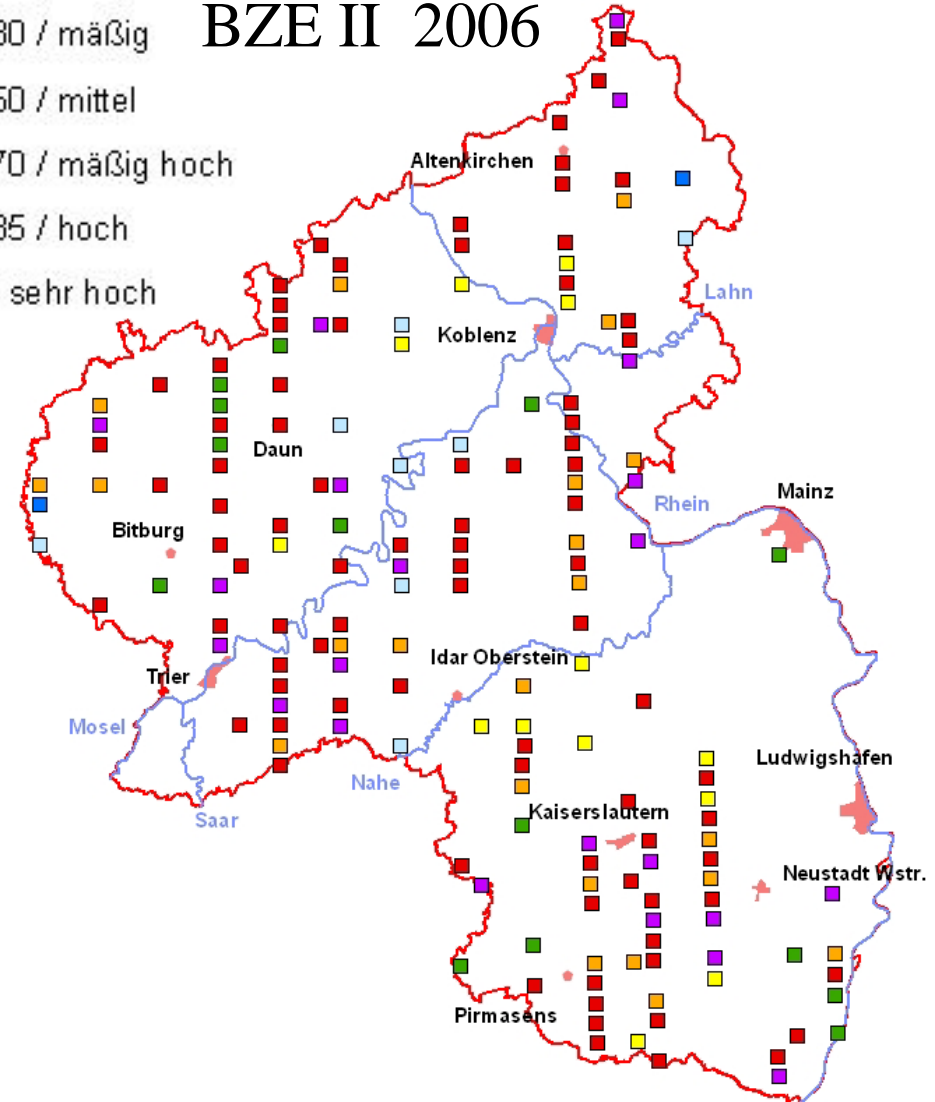 BZE II 2006
80 / mäßig
50 / mittel
70 / mäßig hoch
85 / hoch
sehr hoch
Altenkirchen
Lahn
Koblenz
Daun
Mainz
Rhein
Bitburg
Idar Oberstein
Trier
Mosel
Ludwigshafen
Nahe
Kaiserslautern
Saar
Neustadt Wstr.
Pirmasens